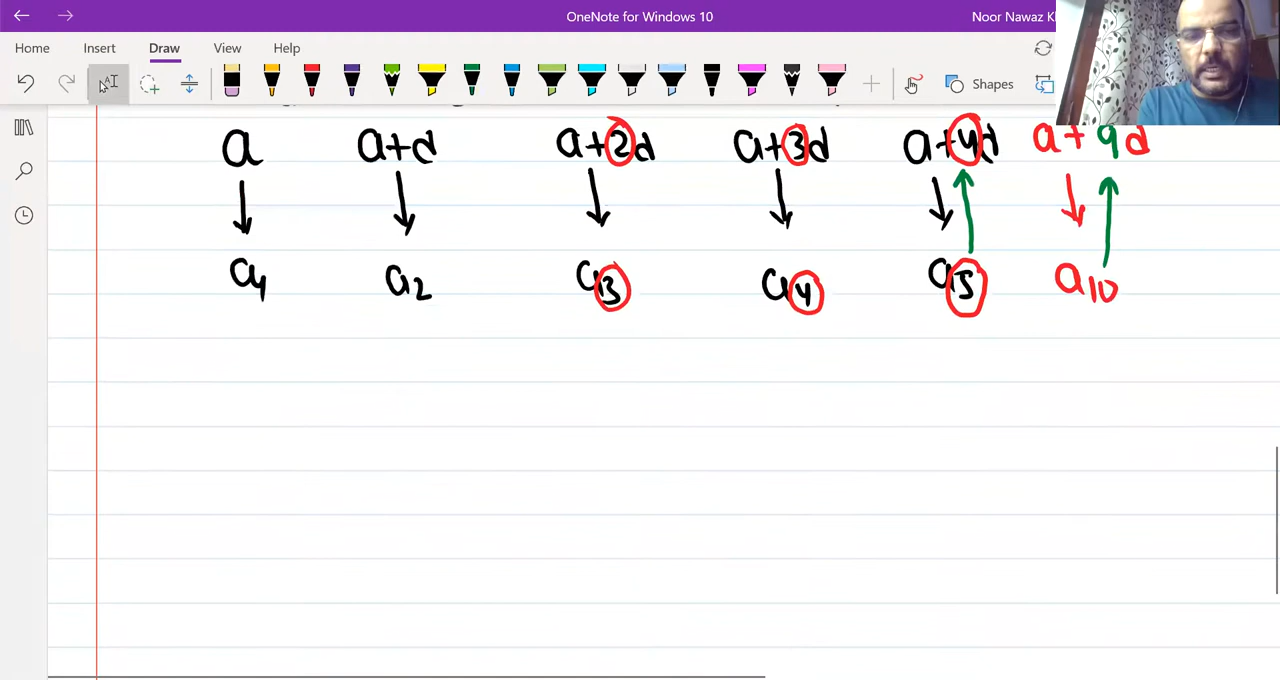 OneNote for Windows 10
Noor Nawaz Kh
Home Insert Draw View Help
Shapes
a a+d a+2d a+3d a+4d a+9d
a1 a2 a3 a4 a5 a10